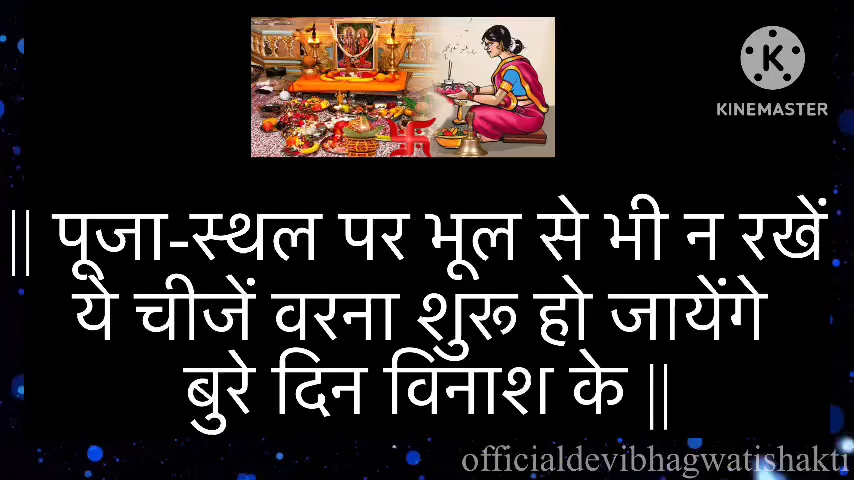 KINEMASTER
|| पूजा-स्थल पर भूल से भी न रखें
ये चीजें वरना शुरू हो जायेंगे
बुरे दिन विनाश के ||
officialdevibhagwatishakti